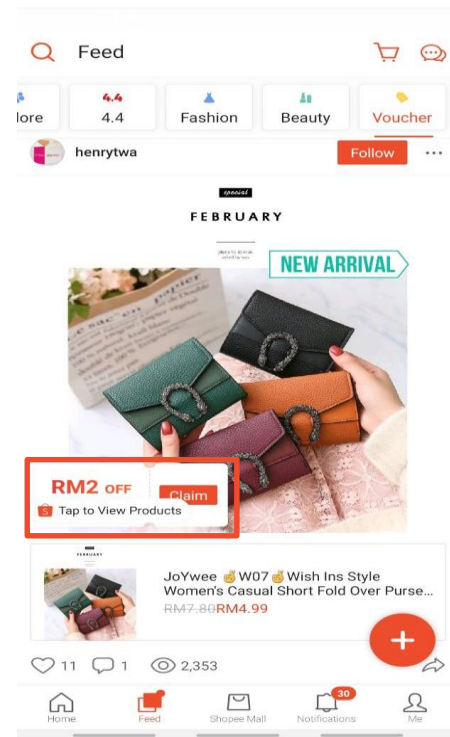 Feed
lore
4.4
4.4
Fashion
Beauty
Voucher
henrytwa
Follow
special
FEBRUARY
NEW ARRIVAL
RM2 OFF
Claim
Tap to View Products
FEBRUARY
JoYwee 🥳 W07 🥳 Wish Ins Style
Women's Casual Short Fold Over Purse...
RM7.80RM4.99
11
1
2,353
30
Home
Feed
Shopee Mall
Notifications
Me